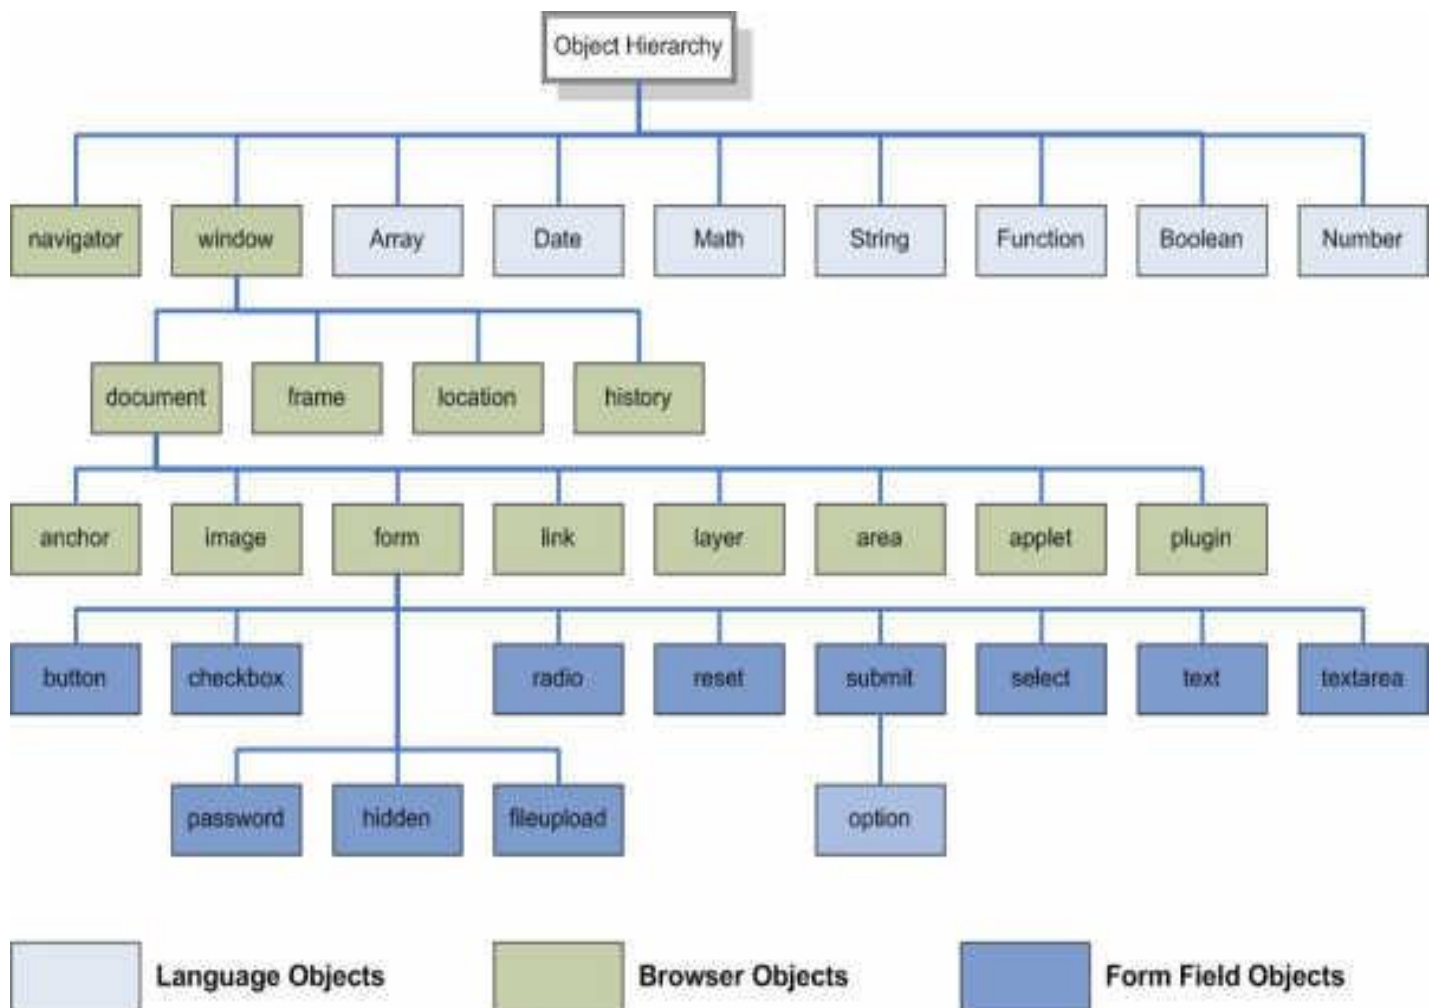 Object Hierarchy
navigator window Array Date Math String Function Boolean Number
document frame location history
anchor image form link layer area applet plugin
button checkbox radio reset submit select text textarea
password hidden fileupload option
Language Objects Browser Objects Form Field Objects